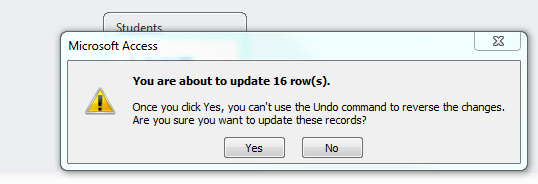 Students
Microsoft Access
You are about to update 16 row(s).
Once you click Yes, you can't use the Undo command to reverse the changes.
Are you sure you want to update these records?
Yes No